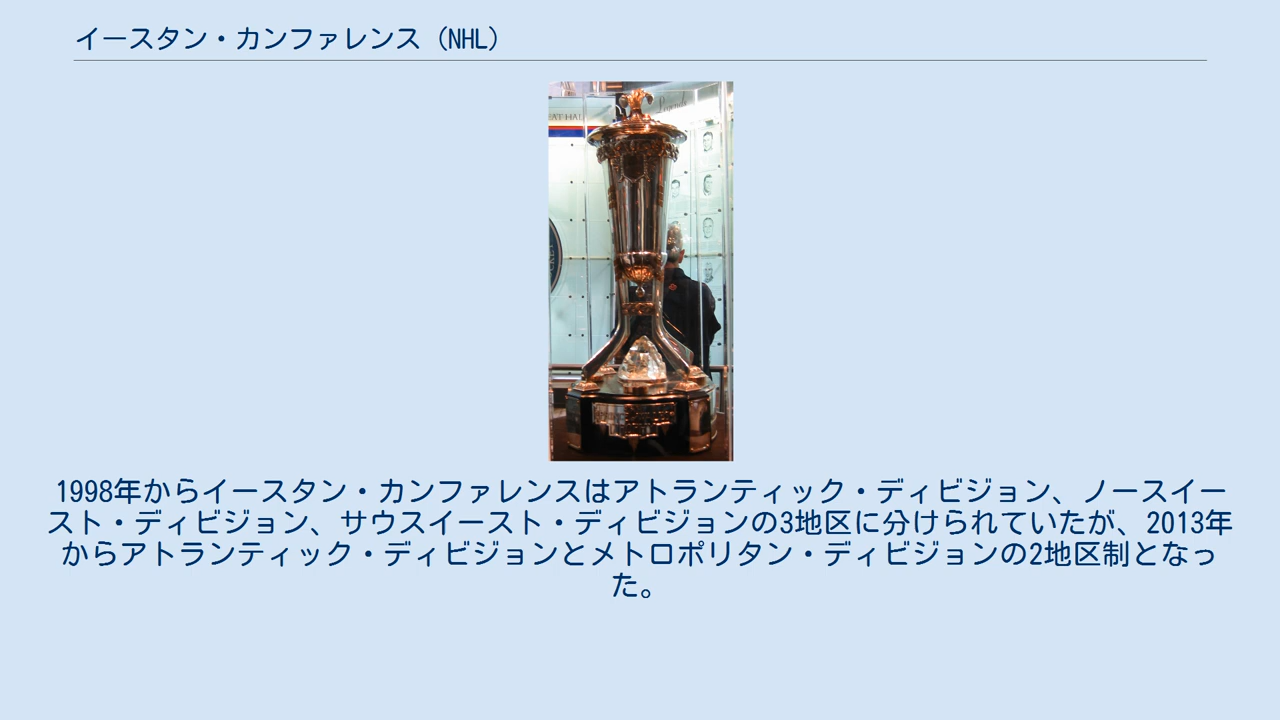 イースタン・カンファレンス（NHL）
Legends
1998年からイースタン・カンファレンスはアトランティック・ディビジョン、ノースイー
スト・ディビジョン、サウスイースト・ディビジョンの3地区に分けられていたが、2013年
からアトランティック・ディビジョンとメトロポリタン・ディビジョンの2地区制となっ
た。